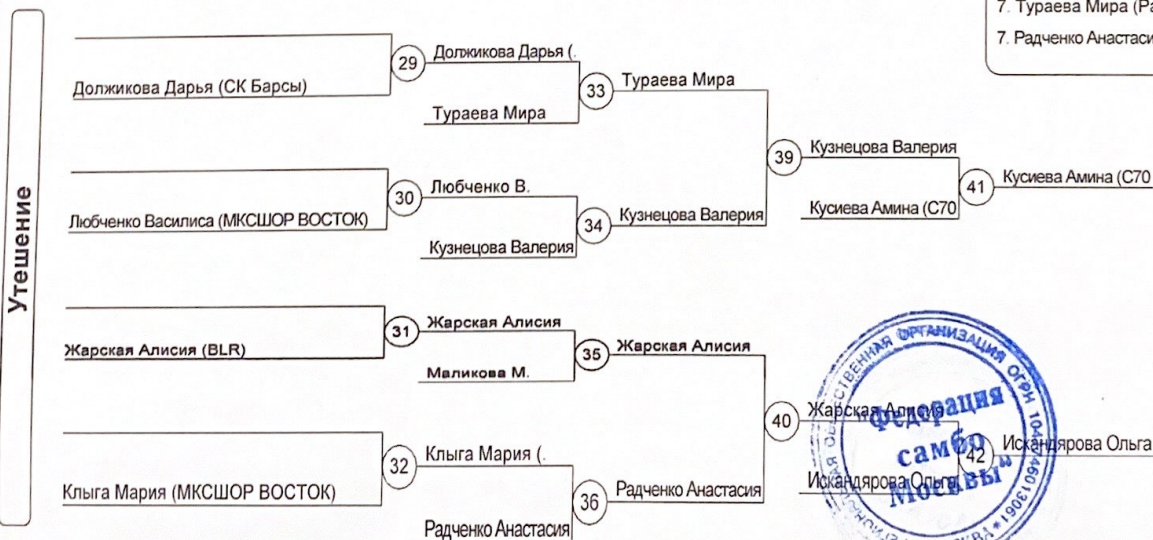 7. Тураева Мира
7. Радченко
Утешение
29
Должикова Дарья (.
Должикова Дарья (СК Барсы)
33
Тураева Мира
Тураева Мира
39
Кузнецова Валерия
30
Любченко В.
Любченко Василиса (МКСШОР ВОСТОК)
34
Кузнецова Валерия
Кузнецова Валерия
41
Кусиева Амина (С70
Кусиева Амина (С70
31
Жарская Алисия
Жарская Алисия (BLR)
35
Жарская Алисия
Маликова М.
40
Жарская Алисия
32
Клыга Мария (.
Клыга Мария (МКСШОР ВОСТОК)
36
Радченко Анастасия
Радченко Анастасия
42
Искандярова Ольга
Искандярова Ольга
ОРГАНИЗАЦИЯ ОГРН
"Федорация
самбо
Москвы"